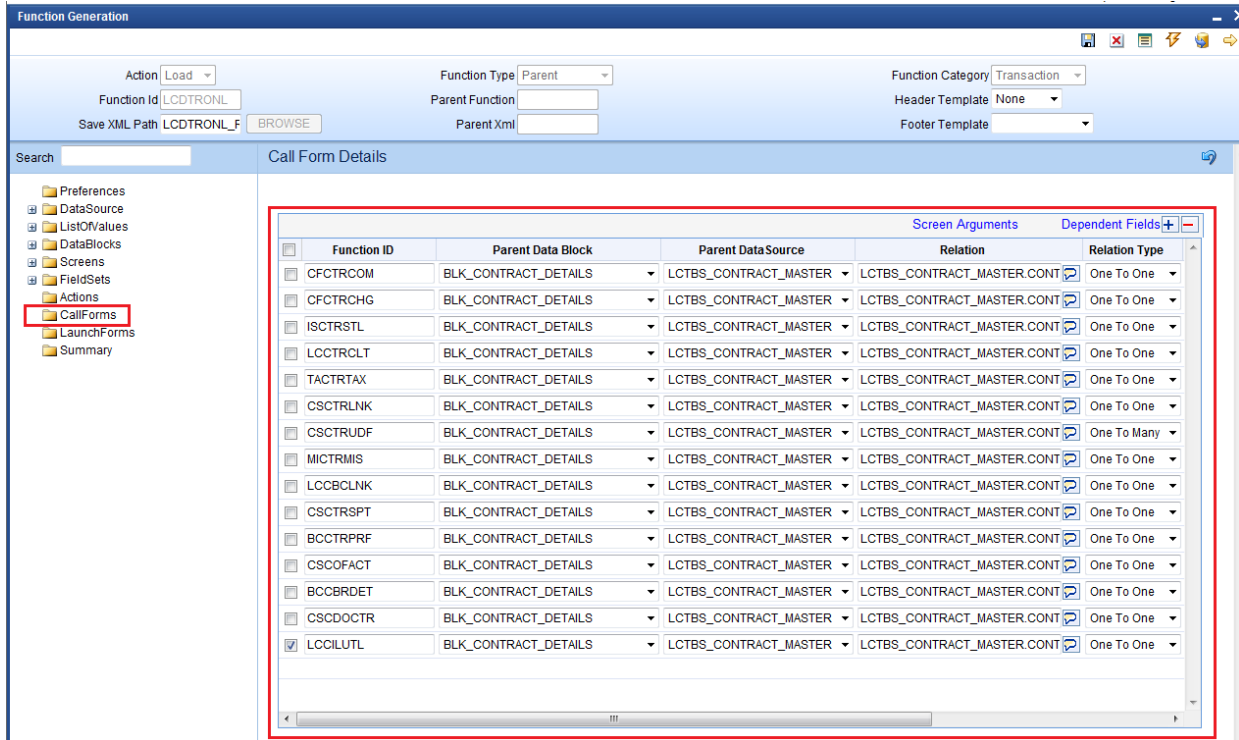 Function Generation
Action Load Function Type Parent Function Category Transaction
Function Id LCDTRONL Parent Function Header Template None
Save XML Path LCDTRONL_F BROWSE Parent Xml Footer Template
Search Call Form Details
Preferences
DataSource
ListOfValues
DataBlocks
Screens
FieldSets
Actions
CallForms
LaunchForms
Summary
Screen Arguments Dependent Fields
Function ID Parent Data Block Parent DataSource Relation Relation Type
CFCTRCOM BLK_CONTRACT_DETAILS LCTBS_CONTRACT_MASTER LCTBS_CONTRACT_MASTER.CONT One To One
CFCTRCHG BLK_CONTRACT_DETAILS LCTBS_CONTRACT_MASTER LCTBS_CONTRACT_MASTER.CONT One To One
ISCTRSTL BLK_CONTRACT_DETAILS LCTBS_CONTRACT_MASTER LCTBS_CONTRACT_MASTER.CONT One To One
LCCTRCLT BLK_CONTRACT_DETAILS LCTBS_CONTRACT_MASTER LCTBS_CONTRACT_MASTER.CONT One To One
TACTRTAX BLK_CONTRACT_DETAILS LCTBS_CONTRACT_MASTER LCTBS_CONTRACT_MASTER.CONT One To One
CSCTRLNK BLK_CONTRACT_DETAILS LCTBS_CONTRACT_MASTER LCTBS_CONTRACT_MASTER.CONT One To One
CSCTRUDF BLK_CONTRACT_DETAILS LCTBS_CONTRACT_MASTER LCTBS_CONTRACT_MASTER.CONT One To Many
MICTRMIS BLK_CONTRACT_DETAILS LCTBS_CONTRACT_MASTER LCTBS_CONTRACT_MASTER.CONT One To One
LCCBCLNK BLK_CONTRACT_DETAILS LCTBS_CONTRACT_MASTER LCTBS_CONTRACT_MASTER.CONT One To One
CSCTRSPT BLK_CONTRACT_DETAILS LCTBS_CONTRACT_MASTER LCTBS_CONTRACT_MASTER.CONT One To One
BCCTRPRF BLK_CONTRACT_DETAILS LCTBS_CONTRACT_MASTER LCTBS_CONTRACT_MASTER.CONT One To One
CSCOFACT BLK_CONTRACT_DETAILS LCTBS_CONTRACT_MASTER LCTBS_CONTRACT_MASTER.CONT One To One
BCCBRDET BLK_CONTRACT_DETAILS LCTBS_CONTRACT_MASTER LCTBS_CONTRACT_MASTER.CONT One To One
CSCDOCTR BLK_CONTRACT_DETAILS LCTBS_CONTRACT_MASTER LCTBS_CONTRACT_MASTER.CONT One To One
LCCILUTL BLK_CONTRACT_DETAILS LCTBS_CONTRACT_MASTER LCTBS_CONTRACT_MASTER.CONT One To One